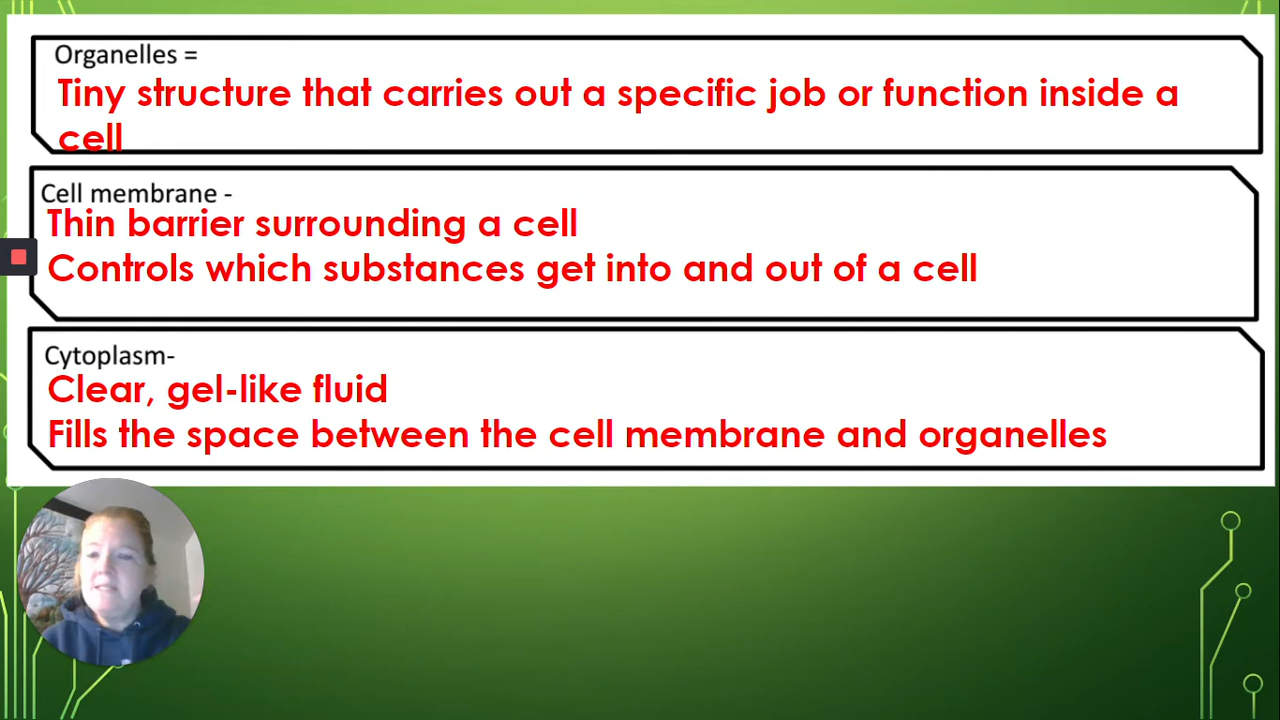 Organelles =
Tiny structure that carries out a specific job or function inside a
cell
Cell membrane -
Thin barrier surrounding a cell
Controls which substances get into and out of a cell
Cytoplasm-
Clear, gel-like fluid
Fills the space between the cell membrane and organelles